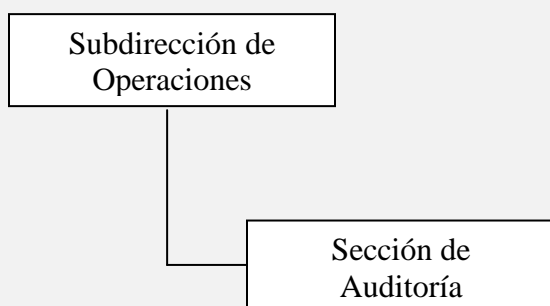 Subdirección de
Operaciones
Sección de
Auditoría